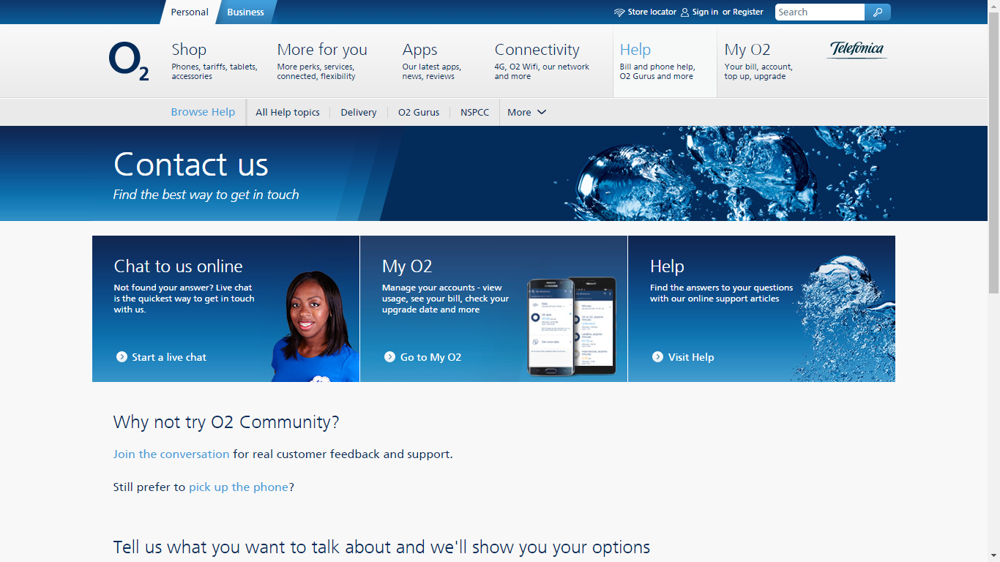 Personal
Business
Store locator
Sign in or Register
Search
O2
Shop
Phones, tariffs, tablets,
accessories
More for you
More perks, services,
connected, flexibility
Apps
Our latest apps,
news, reviews
Connectivity
4G, O2 Wifi, our network
and more
Help
Bill and phone help,
O2 Gurus and more
My O2
Your bill, account,
top up, upgrade
Telefónica
Browse Help
All Help topics
Delivery
O2 Gurus
NSPCC
More
Contact us
Find the best way to get in touch
Chat to us online
Not found your answer? Live chat
is the quickest way to get in touch
with us.
Start a live chat
My O2
Manage your accounts - view
usage, see your bill, check your
upgrade date and more
Go to My O2
SAMSUNG
Help
Find the answers to your questions
with our online support articles
Visit Help
Why not try O2 Community?
Join the conversation for real customer feedback and support.
Still prefer to pick up the phone?
Tell us what you want to talk about and we'll show you your options